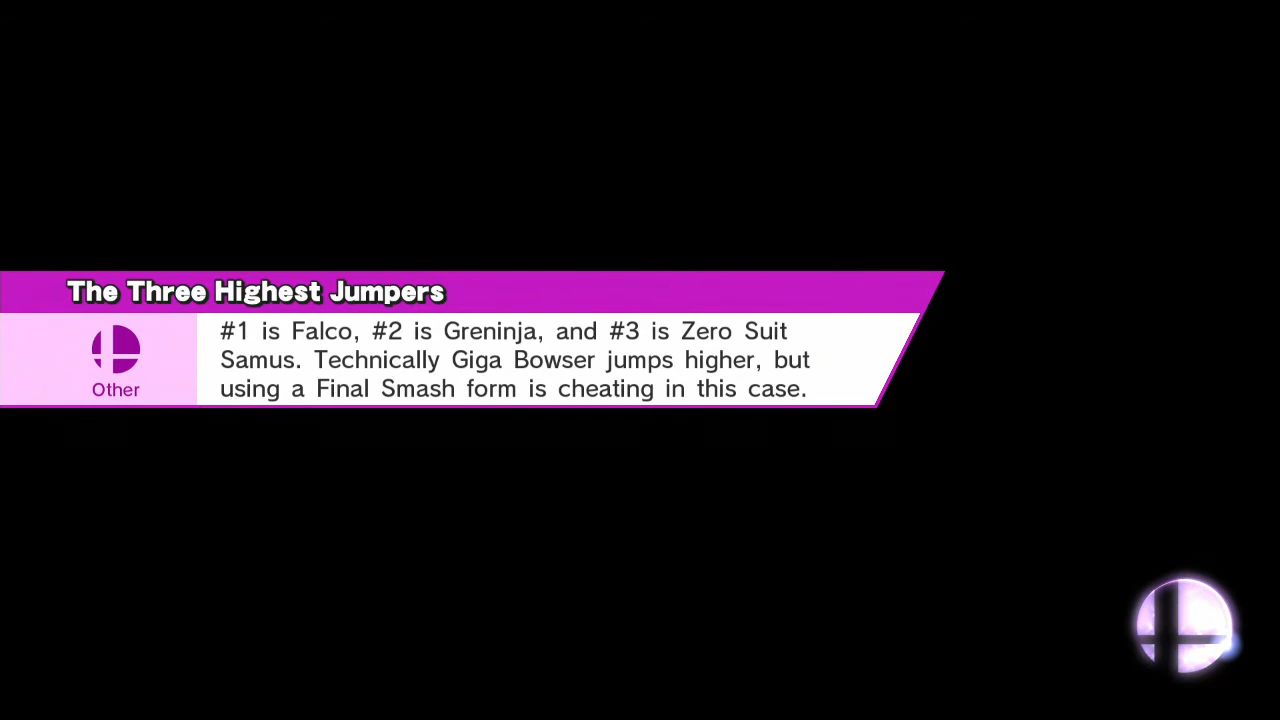 The Three Highest Jumpers
#1 is Falco, #2 is Greninja, and #3 is Zero Suit
Samus. Technically Giga Bowser jumps higher, but
using a Final Smash form is cheating in this case.
Other